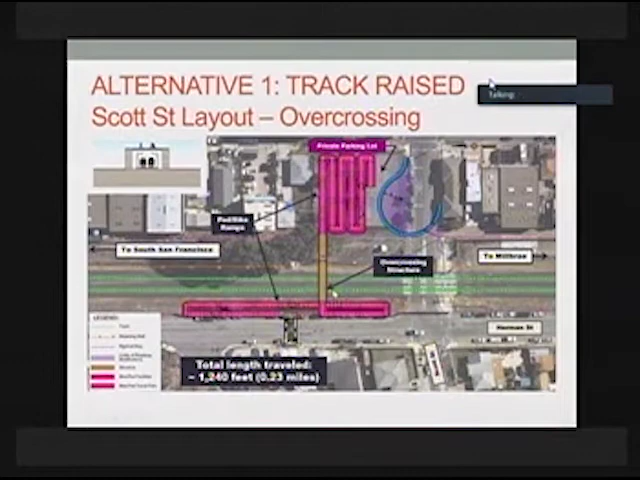 ALTERNATIVE 1: TRACK RAISED
Talking:
Scott St Layout – Overcrossing
Private Parking Lot
Ped/Bike
Ramps
To South San Francisco
To Millbrae
Overcrossing
Structure
LEGEND:
Herman St
Total length traveled:
~ 1,240 feet (0.23 miles)